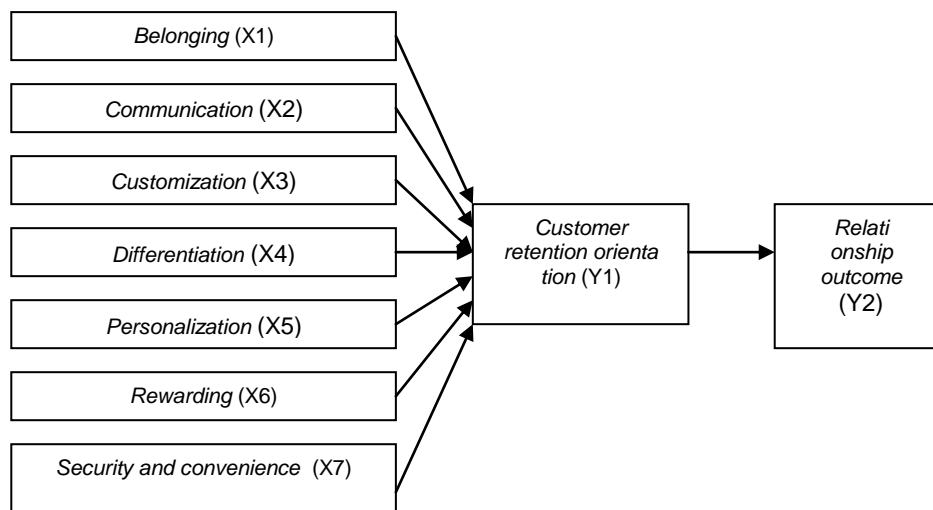 Belonging (X1)
Communication (X2)
Customization (X3)
Differentiation (X4)
Personalization (X5)
Rewarding (X6)
Security and convenience (X7)
Customer
retention orienta
tion (Y1)
Relati
onship
outcome
(Y2)